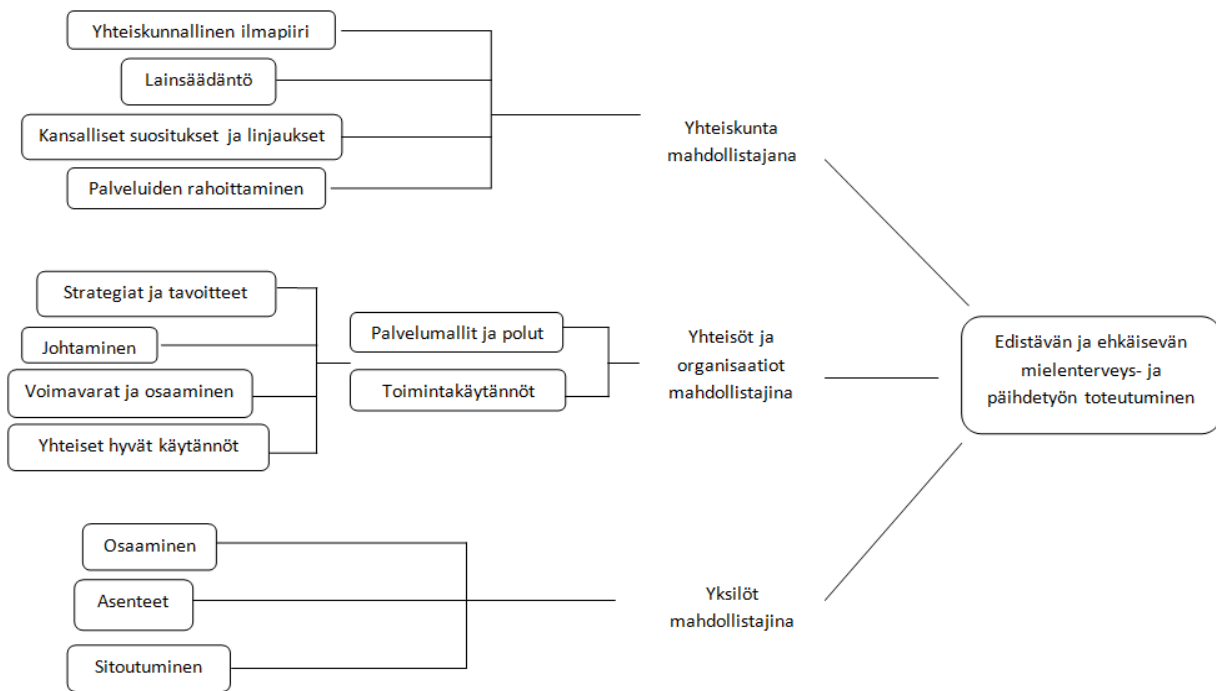 Yhteiskunnallinen ilmapiiri
Lainsäädäntö
Kansalliset suositukset ja linjaukset
Palveluiden rahoittaminen
Yhteiskunta
mahdollistajana
Strategiat ja tavoitteet
Johtaminen
Voimavarat ja osaaminen
Yhteiset hyvät käytännöt
Palvelumallit ja polut
Toimintakäytännöt
Yhteisöt ja
organisaatiot
mahdollistajina
Osaaminen
Asenteet
Sitoutuminen
Yksilöt
mahdollistajina
Edistävän ja ehkäisevän
mielenterveys- ja
päihdetyön toteutuminen